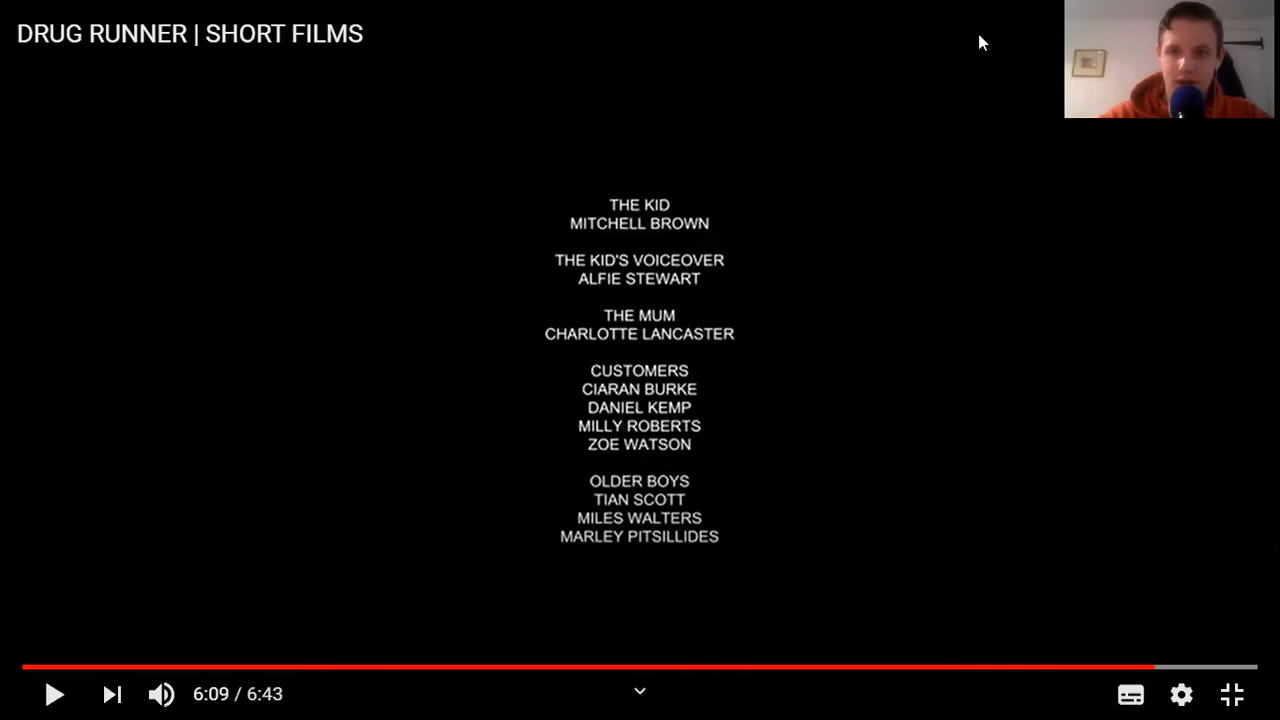 DRUG RUNNER | SHORT FILMS
THE KID
MITCHELL BROWN
THE KID'S VOICEOVER
ALFIE STEWART
THE MUM
CHARLOTTE LANCASTER
CUSTOMERS
CIARAN BURKE
DANIEL KEMP
MILLY ROBERTS
ZOE WATSON
OLDER BOYS
TIAN SCOTT
MILES WALTERS
MARLEY PITSILLIDES
6:09 / 6:43